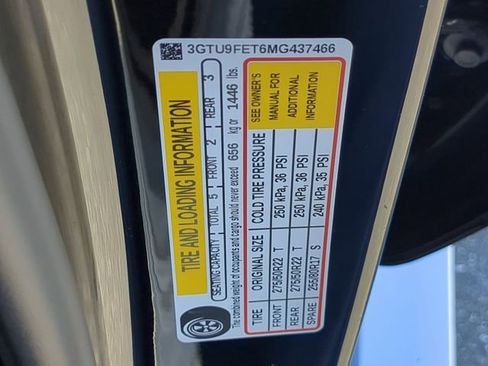 3GTU9FET6MG437466
TIRE AND LOADING INFORMATION
SEATING CAPACITY TOTAL 5 FRONT 2 REAR 3
The combined weight of occupants and cargo should never exceed 656 kg or 1446 lbs.
TIRE ORIGINAL SIZE COLD TIRE PRESSURE SEE OWNER'S MANUAL FOR ADDITIONAL INFORMATION
FRONT 275/50R22 T 250 kPa, 36 PSI
REAR 275/50R22 T 250 kPa, 36 PSI
SPARE 255/80R17 S 240 kPa, 35 PSI